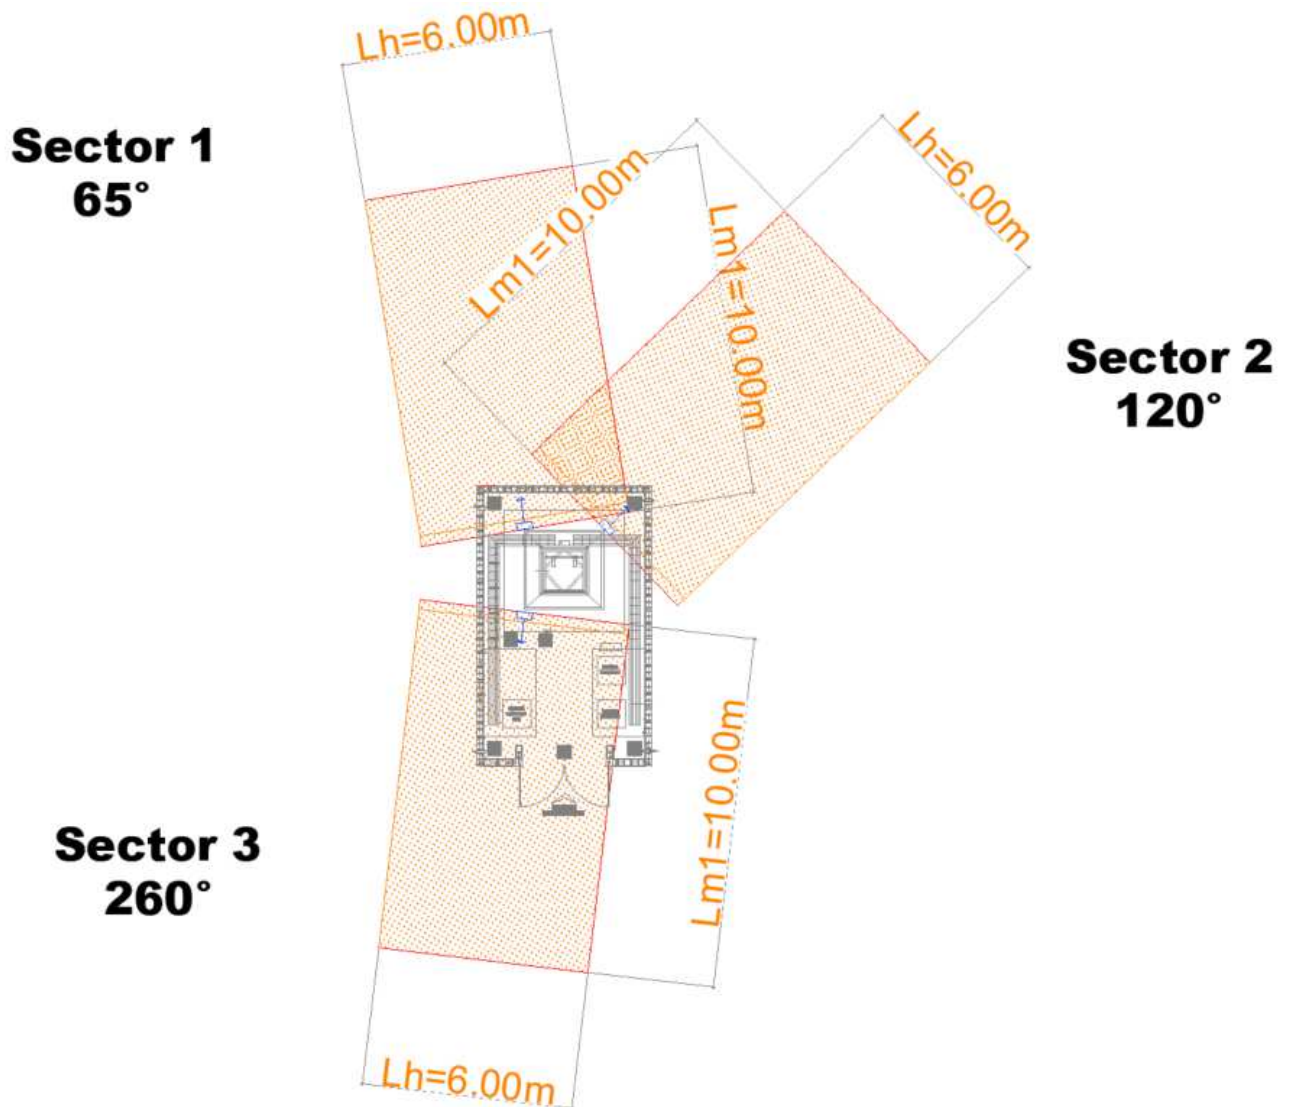 Lh=6.00m
Sector 1
65°
Lm1=10.00m
Lm1=10.00m
Lh=6.00m
Sector 2
120°
Lm1=10.00m
Sector 3
260°
Lh=6.00m